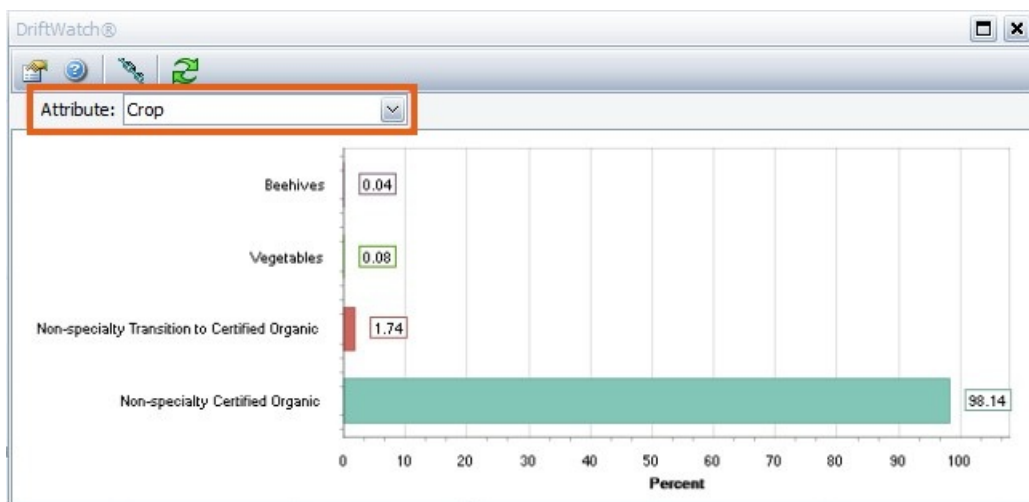 DriftWatch®
Attribute: Crop
Beehives 0.04
Vegetables 0.08
Non-specialty Transition to Certified Organic 1.74
Non-specialty Certified Organic 98.14
0 10 20 30 40 50 60 70 80 90 100
Percent